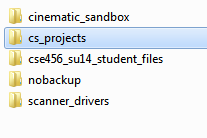 cinematic_sandbox
cs_projects
cse456_su14_student_files
nobackup
scanner_drivers